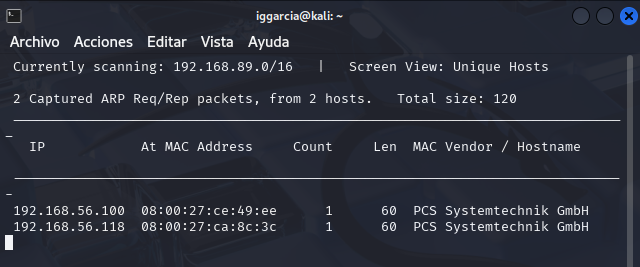 iggarcia@kali: ~
Archivo Acciones Editar Vista Ayuda
Currently scanning: 192.168.89.0/16 | Screen View: Unique Hosts
2 Captured ARP Req/Rep packets, from 2 hosts. Total size: 120
IP At MAC Address Count Len MAC Vendor / Hostname
192.168.56.100 08:00:27:ce:49:ee 1 60 PCS Systemtechnik GmbH
192.168.56.118 08:00:27:ca:8c:3c 1 60 PCS Systemtechnik GmbH